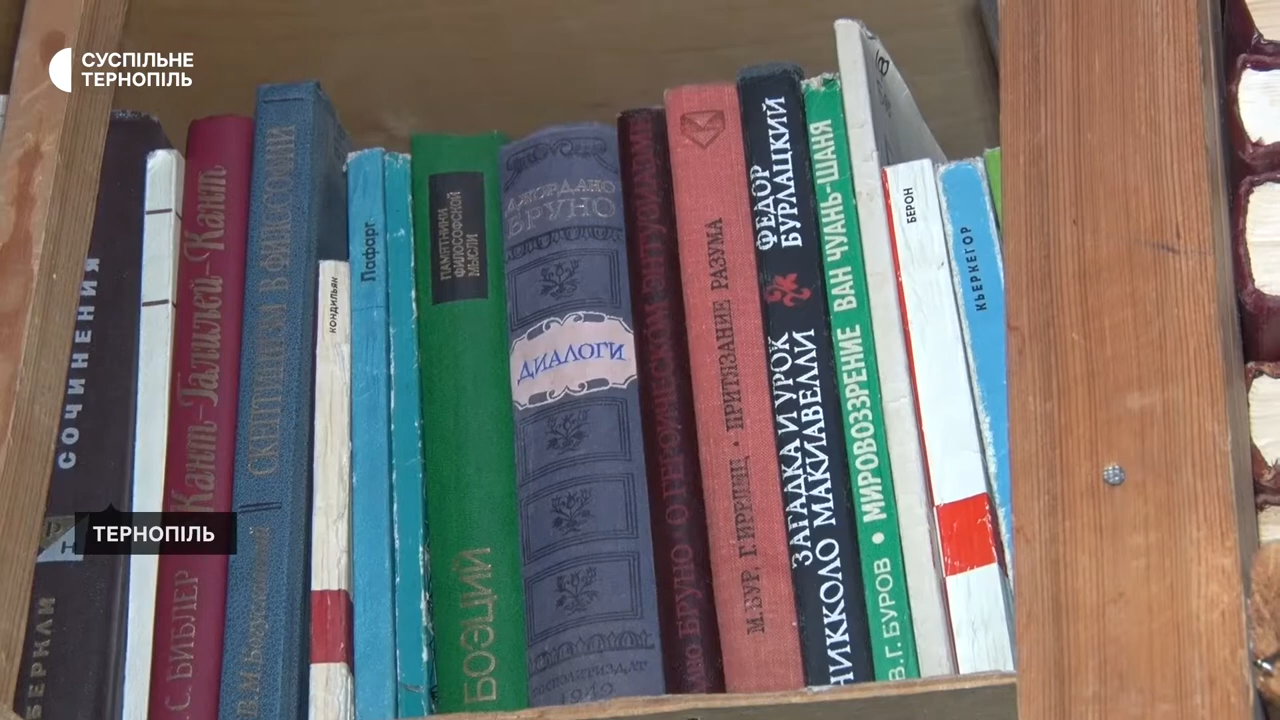 СУСПІЛЬНЕ
ТЕРНОПІЛЬ
ТЕРНОПІЛЬ
БЕРКЛИ
СОЧИНЕНИЯ
С. БИБЛЕР
Кант–Галилей–Кант
СКЕПТИЦИЗМ В ФИЛОСОФИИ
КОНДИЛЬЯК
Лафарг
ПАМЯТНИКИ
ФИЛОСОФСКОЙ
МЫСЛИ
БОЭЦИЙ
ДЖОРДАНО
БРУНО
ДИАЛОГИ
ГОСПОЛИТИЗДАТ
1949
БРУНО О ГЕРОИЧЕСКОМ ЭНТУЗИАЗМЕ
М. БУР, Г. ИРРЛИЦ • ПРИТЯЗАНИЕ РАЗУМА
ФЕДОР
БУРЛАЦКИЙ
ЗАГАДКА И УРОК
НИККОЛО МАКИАВЕЛЛИ
В. Г. БУРОВ • МИРОВОЗЗРЕНИЕ ВАН ЧУАНЬ-ШАНЯ
БЕРОН
КЬЕРКЕГОР